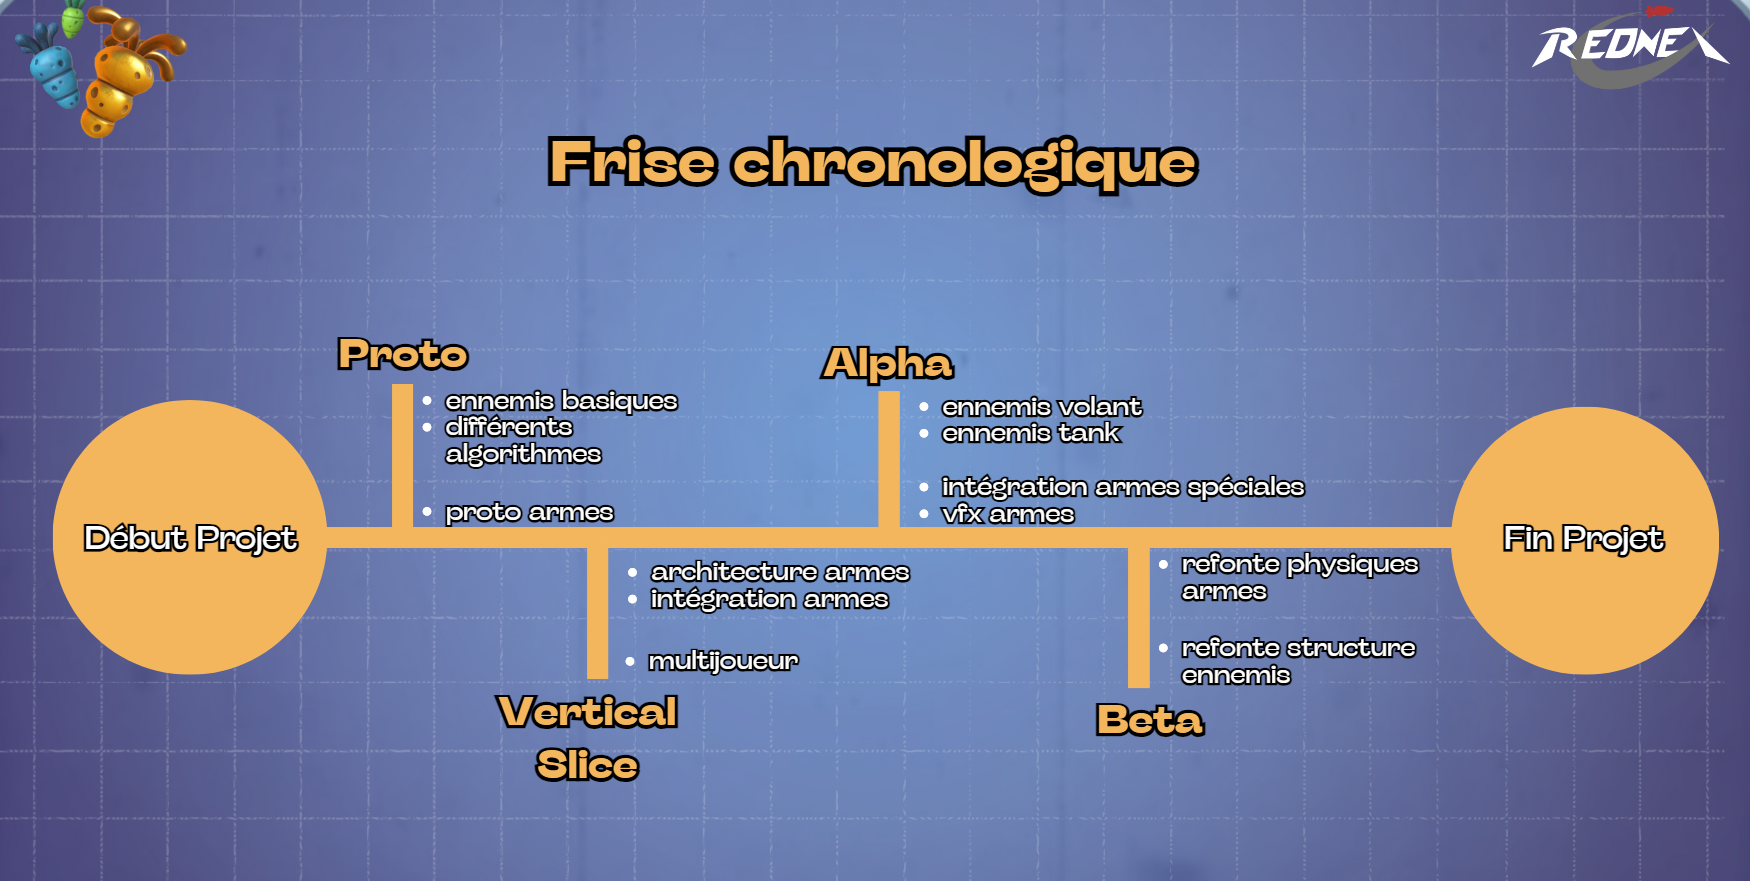 REDNEX
Frise chronologique
Proto
ennemis basiques
différents
algorithmes
proto armes
Alpha
ennemis volant
ennemis tank
intégration armes spéciales
vfx armes
Début Projet
Fin Projet
architecture armes
intégration armes
multijoueur
Vertical
Slice
refonte physiques
armes
refonte structure
ennemis
Beta